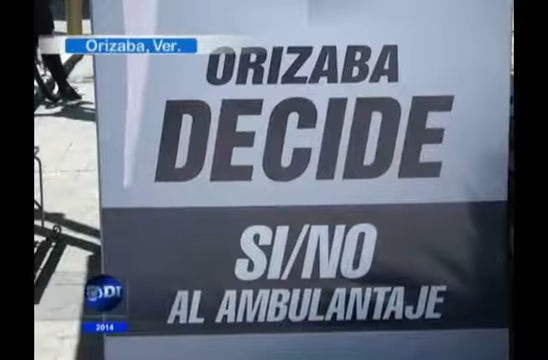 Orizaba, Ver.
ORIZABA
DECIDE
SI/NO
AL AMBULANTAJE
2014